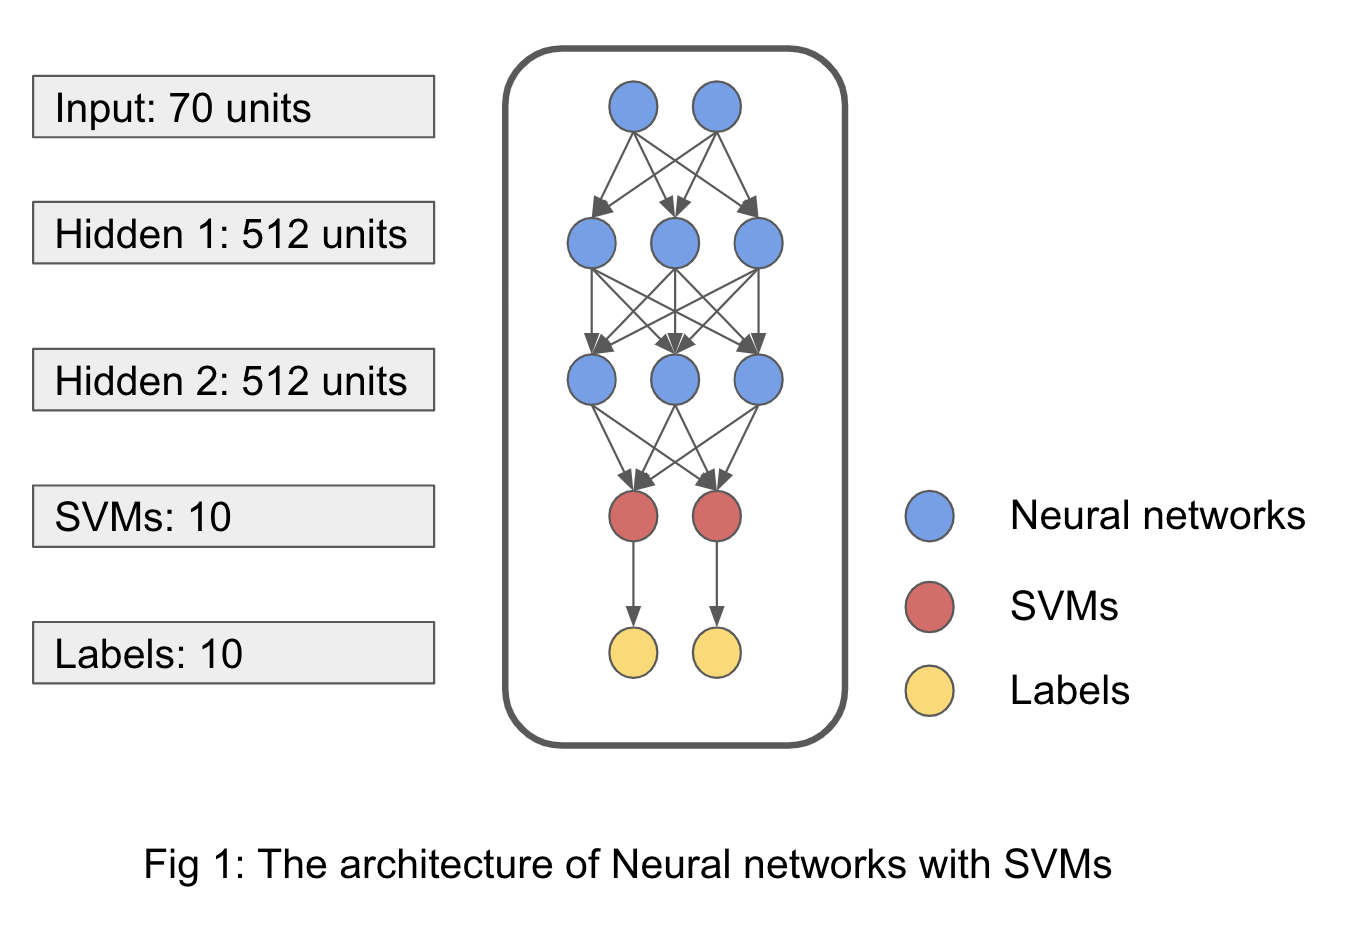 Input: 70 units
Hidden 1: 512 units
Hidden 2: 512 units
SVMs: 10
Labels: 10
Neural networks
SVMs
Labels
Fig 1: The architecture of Neural networks with SVMs